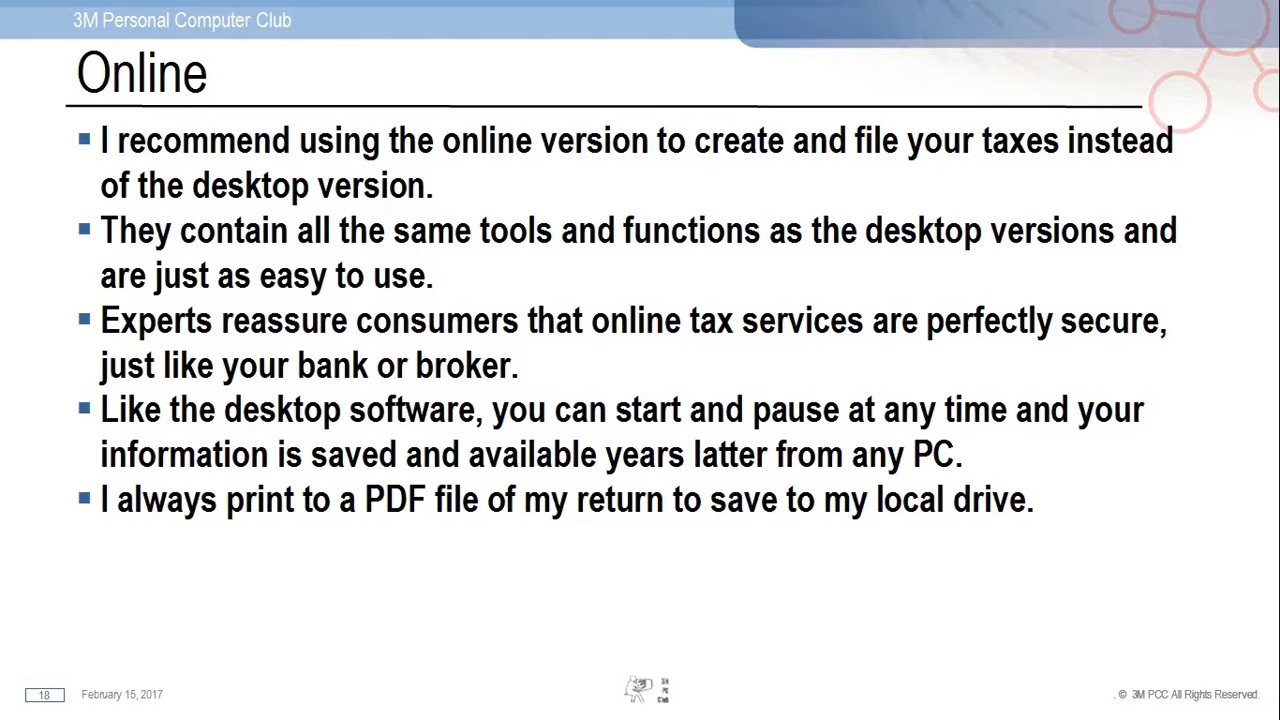 3M Personal Computer Club
Online
I recommend using the online version to create and file your taxes instead
of the desktop version.
They contain all the same tools and functions as the desktop versions and
are just as easy to use.
Experts reassure consumers that online tax services are perfectly secure,
just like your bank or broker.
Like the desktop software, you can start and pause at any time and your
information is saved and available years latter from any PC.
I always print to a PDF file of my return to save to my local drive.
18
February 15, 2017
3M
PC
Club
. © 3M PCC All Rights Reserved.